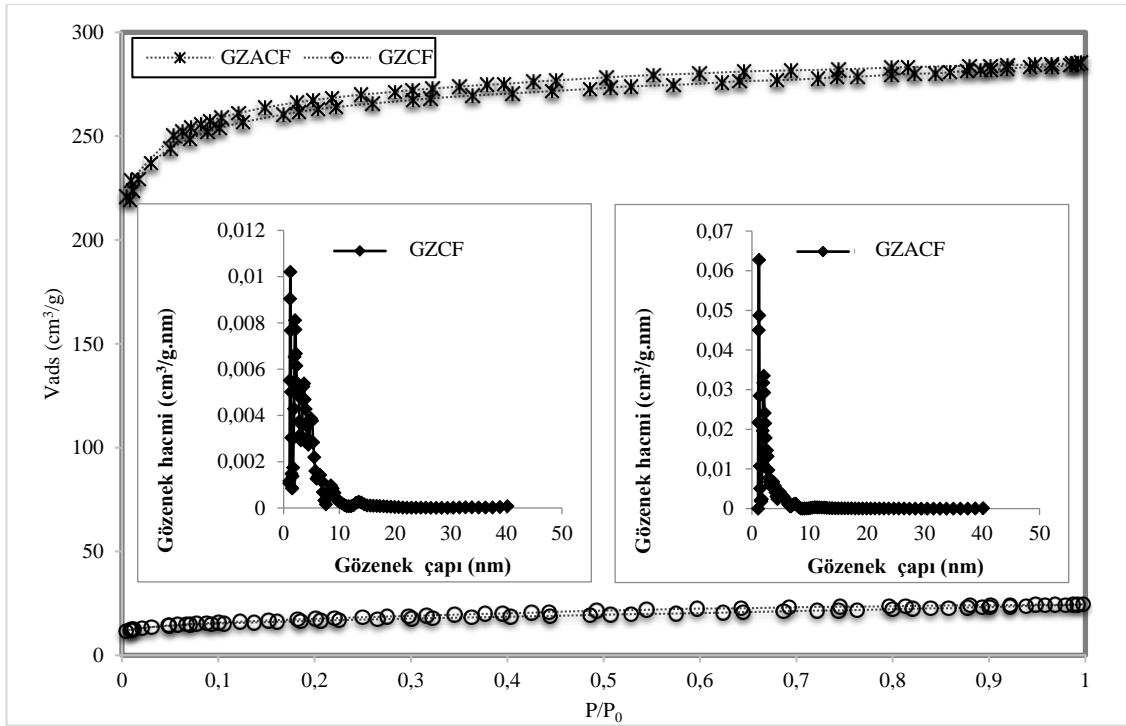 300
250
200
150
100
50
0
Vads (cm³/g)
GZACF
GZCF
0,012
0,01
0,008
0,006
0,004
0,002
0
Gözenek hacmi (cm³/g.nm)
GZCF
0 10 20 30 40 50
Gözenek çapı (nm)
0,07
0,06
0,05
0,04
0,03
0,02
0,01
0
Gözenek hacmi (cm³/g.nm)
GZACF
0 10 20 30 40 50
Gözenek çapı (nm)
0 0,1 0,2 0,3 0,4 0,5 0,6 0,7 0,8 0,9 1
P/P₀